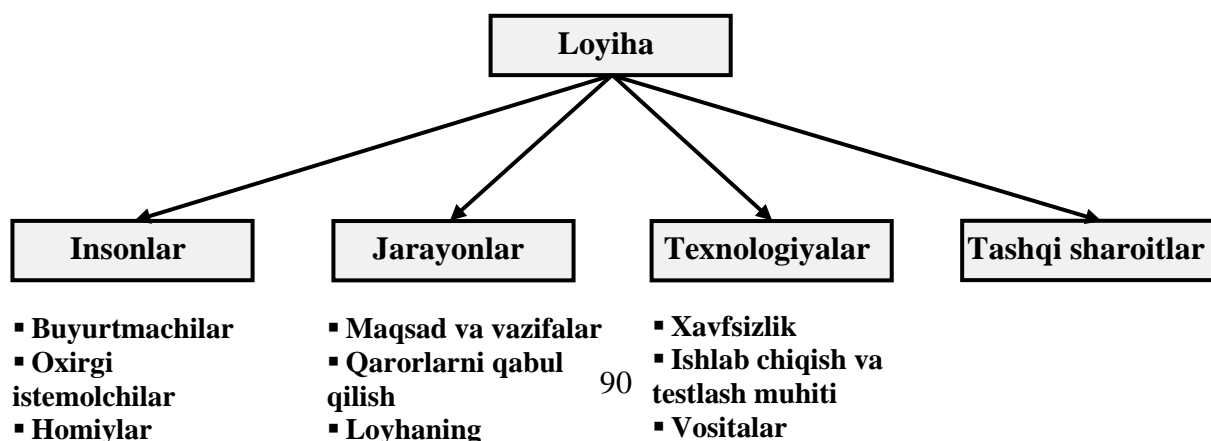 Loyiha
Insonlar
Jarayonlar
Texnologiyalar
Tashqi sharoitlar
▪ Buyurtmachilar
▪ Oxirgi
istemolchilar
▪ Homiylar
▪ Maqsad va vazifalar
▪ Qarorlarni qabul
qilish
▪ Loyhaning
90
▪ Xavfsizlik
▪ Ishlab chiqish va
testlash muhiti
▪ Vositalar